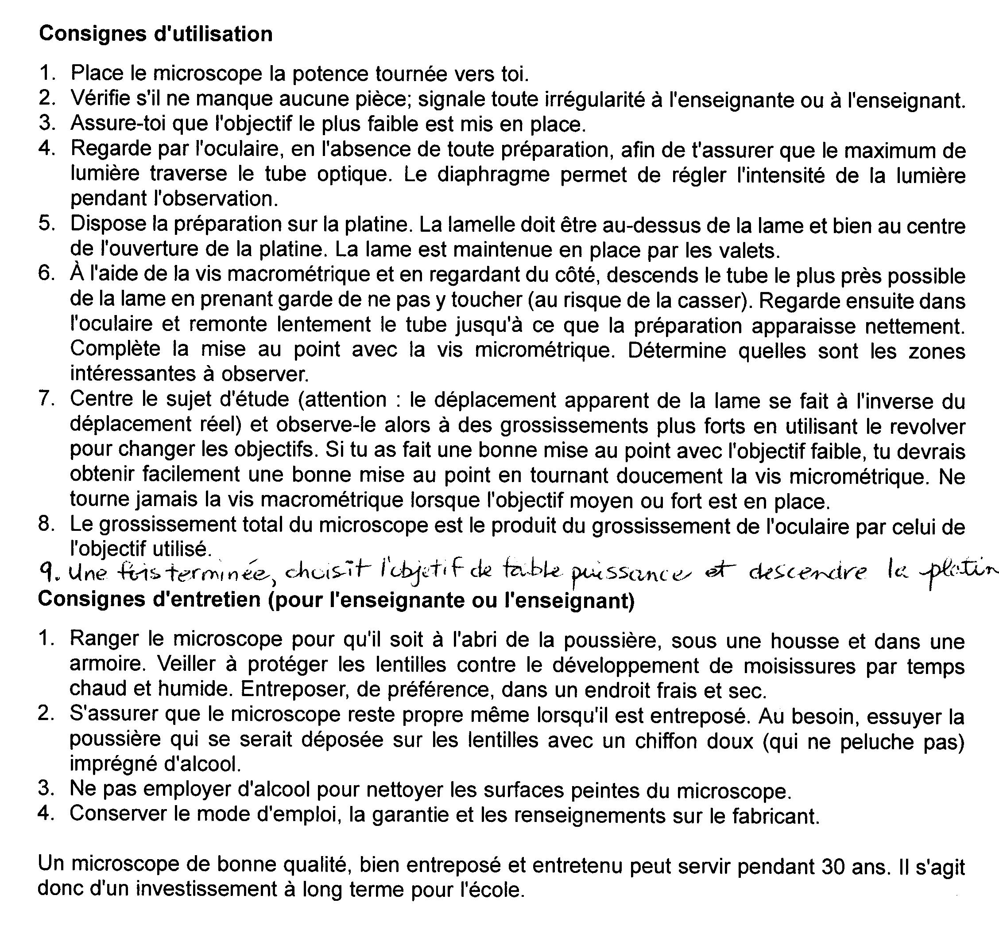 Consignes d'utilisation
1. Place le microscope la potence tournée vers toi.
2. Vérifie s'il ne manque aucune pièce; signale toute irrégularité à l'enseignante ou à l'enseignant.
3. Assure-toi que l'objectif le plus faible est mis en place.
4. Regarde par l'oculaire, en l'absence de toute préparation, afin de t'assurer que le maximum de
lumière traverse le tube optique. Le diaphragme permet de régler l'intensité de la lumière
pendant l'observation.
5. Dispose la préparation sur la platine. La lamelle doit être au-dessus de la lame et bien au centre
de l'ouverture de la platine. La lame est maintenue en place par les valets.
6. À l'aide de la vis macrométrique et en regardant du côté, descends le tube le plus près possible
de la lame en prenant garde de ne pas y toucher (au risque de la casser). Regarde ensuite dans
l'oculaire et remonte lentement le tube jusqu'à ce que la préparation apparaisse nettement.
Complète la mise au point avec la vis micrométrique. Détermine quelles sont les zones
intéressantes à observer.
7. Centre le sujet d'étude (attention : le déplacement apparent de la lame se fait à l'inverse du
déplacement réel) et observe-le alors à des grossissements plus forts en utilisant le revolver
pour changer les objectifs. Si tu as fait une bonne mise au point avec l'objectif faible, tu devrais
obtenir facilement une bonne mise au point en tournant doucement la vis micrométrique. Ne
tourne jamais la vis macrométrique lorsque l'objectif moyen ou fort est en place.
8. Le grossissement total du microscope est le produit du grossissement de l'oculaire par celui de
l'objectif utilisé.
9. Une fois terminée, choisît l'objetif de faible puissance et descendre la platin
Consignes d'entretien (pour l'enseignante ou l'enseignant)
1. Ranger le microscope pour qu'il soit à l'abri de la poussière, sous une housse et dans une
armoire. Veiller à protéger les lentilles contre le développement de moisissures par temps
chaud et humide. Entreposer, de préférence, dans un endroit frais et sec.
2. S'assurer que le microscope reste propre même lorsqu'il est entreposé. Au besoin, essuyer la
poussière qui se serait déposée sur les lentilles avec un chiffon doux (qui ne peluche pas)
imprégné d'alcool.
3. Ne pas employer d'alcool pour nettoyer les surfaces peintes du microscope.
4. Conserver le mode d'emploi, la garantie et les renseignements sur le fabricant.
Un microscope de bonne qualité, bien entreposé et entretenu peut servir pendant 30 ans. Il s'agit
donc d'un investissement à long terme pour l'école.